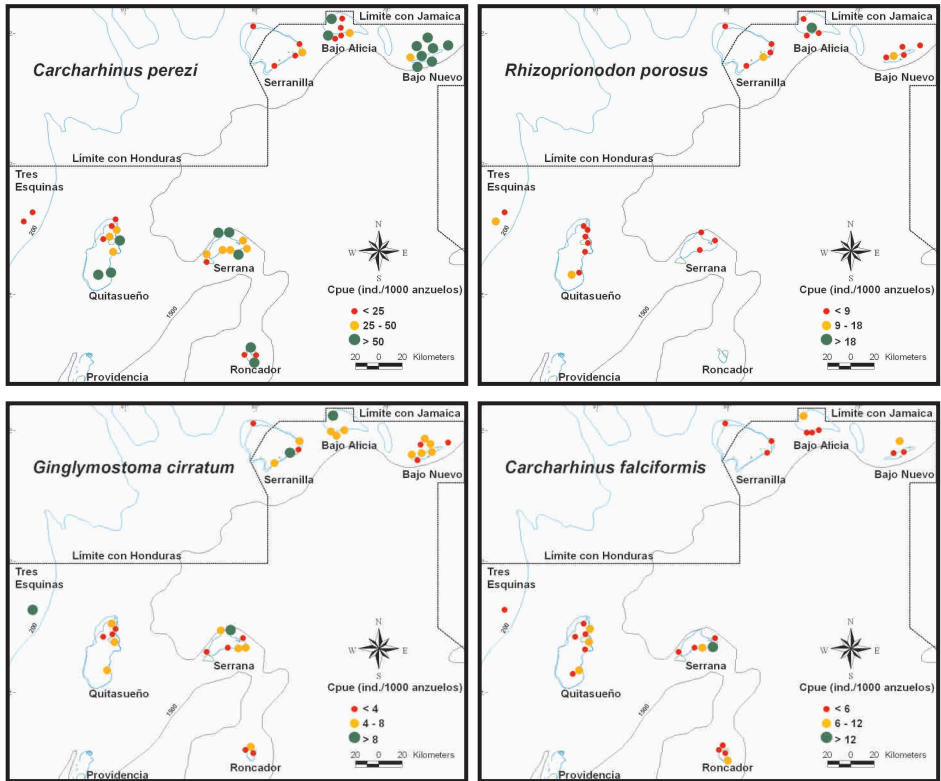 Límite con Jamaica
Carcharhinus perezi
Bajo Alicia
Serranilla
Bajo Nuevo
Límite con Honduras
Tres
Esquinas
200
N
W E
S
Serrana
Quitasueño
1500
Cpue (ind./1000 anzuelos)
< 25
25 - 50
> 50
20 0 20 Kilometers
Providencia
Roncador
Límite con Jamaica
Rhizoprionodon porosus
Bajo Alicia
Serranilla
Bajo Nuevo
Límite con Honduras
Tres
Esquinas
200
N
W E
S
Serrana
Quitasueño
1500
Cpue (ind./1000 anzuelos)
< 9
9 - 18
> 18
20 0 20 Kilometers
Providencia
Roncador
Límite con Jamaica
Ginglymostoma cirratum
Bajo Alicia
Serranilla
Bajo Nuevo
Límite con Honduras
Tres
Esquinas
200
N
W E
S
Serrana
Quitasueño
1500
Cpue (ind./1000 anzuelos)
< 4
4 - 8
> 8
20 0 20 Kilometers
Providencia
Roncador
Límite con Jamaica
Carcharhinus falciformis
Bajo Alicia
Serranilla
Bajo Nuevo
Límite con Honduras
Tres
Esquinas
200
N
W E
S
Serrana
Quitasueño
1500
Cpue (ind./1000 anzuelos)
< 6
6 - 12
> 12
20 0 20 Kilometers
Providencia
Roncador